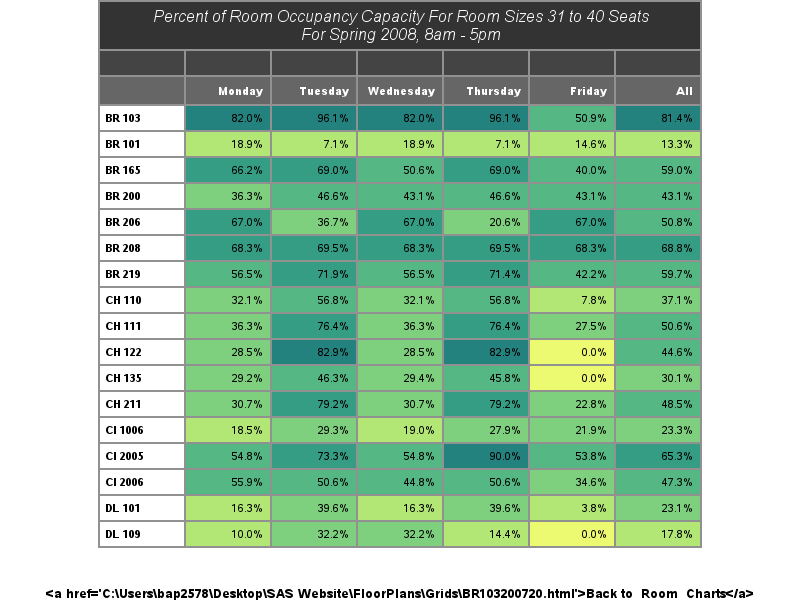 Percent of Room Occupancy Capacity For Room Sizes 31 to 40 Seats
For Spring 2008, 8am - 5pm
Monday Tuesday Wednesday Thursday Friday All
BR 103 82.0% 96.1% 82.0% 96.1% 50.9% 81.4%
BR 101 18.9% 7.1% 18.9% 7.1% 14.6% 13.3%
BR 165 66.2% 69.0% 50.6% 69.0% 40.0% 59.0%
BR 200 36.3% 46.6% 43.1% 46.6% 43.1% 43.1%
BR 206 67.0% 36.7% 67.0% 20.6% 67.0% 50.8%
BR 208 68.3% 69.5% 68.3% 69.5% 68.3% 68.8%
BR 219 56.5% 71.9% 56.5% 71.4% 42.2% 59.7%
CH 110 32.1% 56.8% 32.1% 56.8% 7.8% 37.1%
CH 111 36.3% 76.4% 36.3% 76.4% 27.5% 50.6%
CH 122 28.5% 82.9% 28.5% 82.9% 0.0% 44.6%
CH 135 29.2% 46.3% 29.4% 45.8% 0.0% 30.1%
CH 211 30.7% 79.2% 30.7% 79.2% 22.8% 48.5%
CI 1006 18.5% 29.3% 19.0% 27.9% 21.9% 23.3%
CI 2005 54.8% 73.3% 54.8% 90.0% 53.8% 65.3%
CI 2006 55.9% 50.6% 44.8% 50.6% 34.6% 47.3%
DL 101 16.3% 39.6% 16.3% 39.6% 3.8% 23.1%
DL 109 10.0% 32.2% 32.2% 14.4% 0.0% 17.8%
<a href='C:\Users\bap2578\Desktop\SAS Website\FloorPlans\Grids\BR103200720.html'>Back to Room Charts</a>